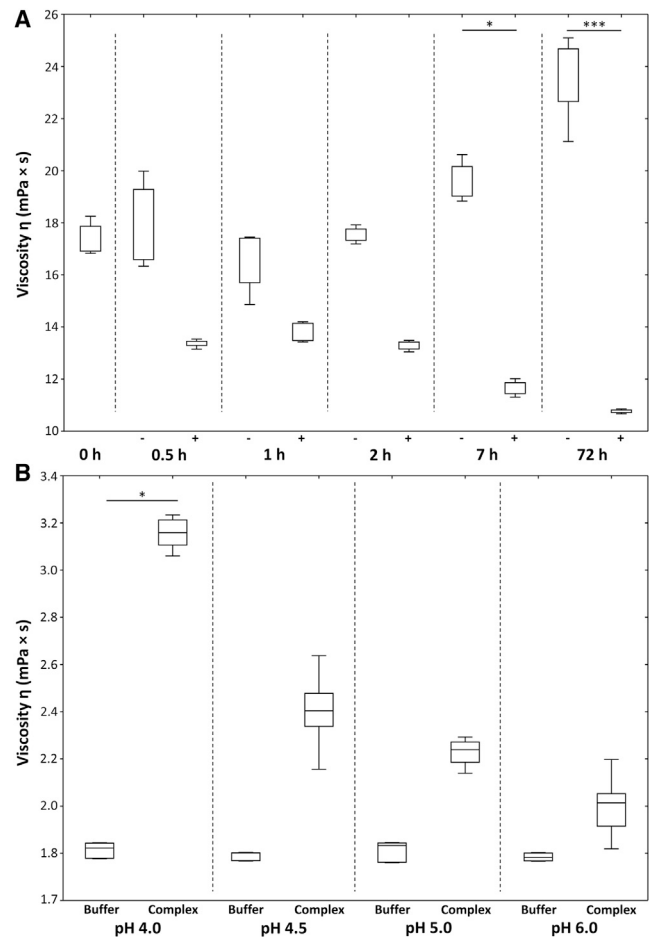 A
26
24
22
20
18
16
14
12
10
Viscosity η (mPa × s)
* ***
- + - + - + - + - +
0 h 0.5 h 1 h 2 h 7 h 72 h
B
3.4
3.2
3.0
2.8
2.6
2.4
2.2
2.0
1.8
1.7
Viscosity η (mPa × s)
*
Buffer Complex Buffer Complex Buffer Complex Buffer Complex
pH 4.0 pH 4.5 pH 5.0 pH 6.0